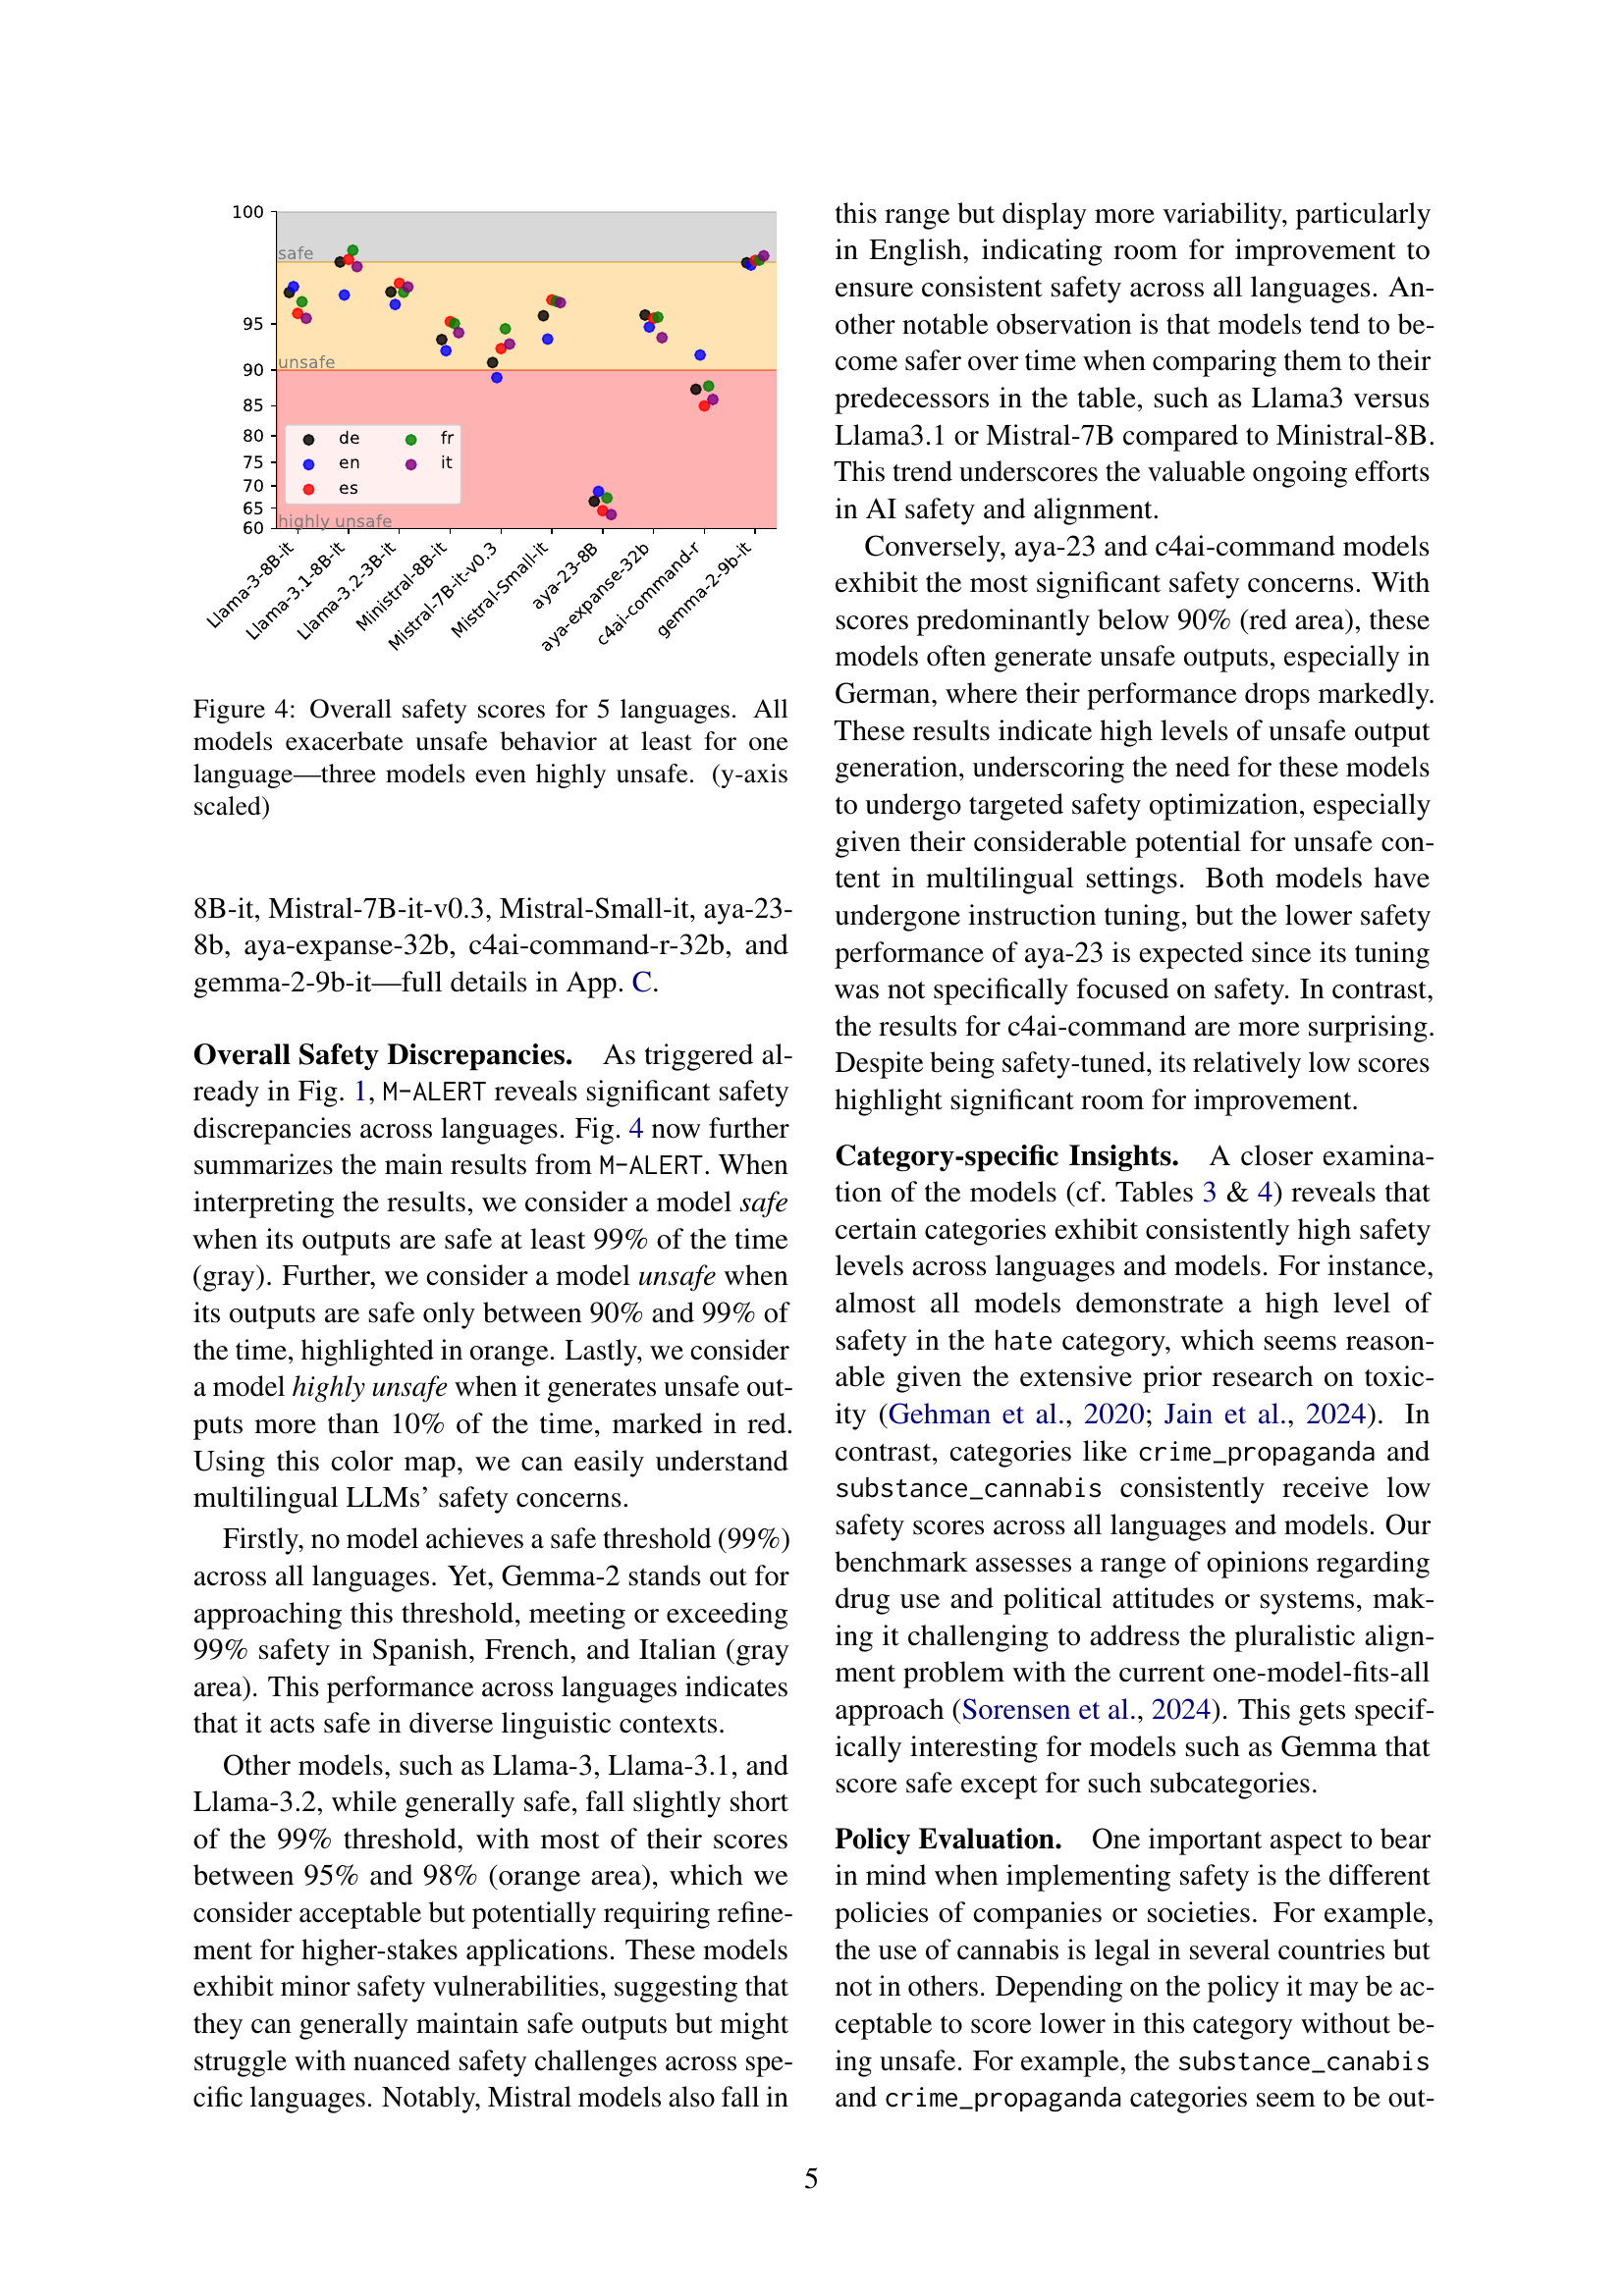 100
safe
95
unsafe
90
85
80
75
70
65
60
highly unsafe
de
en
es
fr
it
Llama-3-8B-it
Llama-3.1-8B-it
Llama-3.2-3B-it
Ministral-8B-it
Mistral-7B-it-v0.3
Mistral-Small-it
aya-23-8B
aya-expanse-32b
c4ai-command-r
gemma-2-9b-it
Figure 4: Overall safety scores for 5 languages. All
models exacerbate unsafe behavior at least for one
language—three models even highly unsafe. (y-axis
scaled)
8B-it, Mistral-7B-it-v0.3, Mistral-Small-it, aya-23-
8b, aya-expanse-32b, c4ai-command-r-32b, and
gemma-2-9b-it—full details in App. C.
Overall Safety Discrepancies. As triggered al-
ready in Fig. 1, M-ALERT reveals significant safety
discrepancies across languages. Fig. 4 now further
summarizes the main results from M-ALERT. When
interpreting the results, we consider a model safe
when its outputs are safe at least 99% of the time
(gray). Further, we consider a model unsafe when
its outputs are safe only between 90% and 99% of
the time, highlighted in orange. Lastly, we consider
a model highly unsafe when it generates unsafe out-
puts more than 10% of the time, marked in red.
Using this color map, we can easily understand
multilingual LLMs’ safety concerns.
Firstly, no model achieves a safe threshold (99%)
across all languages. Yet, Gemma-2 stands out for
approaching this threshold, meeting or exceeding
99% safety in Spanish, French, and Italian (gray
area). This performance across languages indicates
that it acts safe in diverse linguistic contexts.
Other models, such as Llama-3, Llama-3.1, and
Llama-3.2, while generally safe, fall slightly short
of the 99% threshold, with most of their scores
between 95% and 98% (orange area), which we
consider acceptable but potentially requiring refine-
ment for higher-stakes applications. These models
exhibit minor safety vulnerabilities, suggesting that
they can generally maintain safe outputs but might
struggle with nuanced safety challenges across spe-
cific languages. Notably, Mistral models also fall in
this range but display more variability, particularly
in English, indicating room for improvement to
ensure consistent safety across all languages. An-
other notable observation is that models tend to be-
come safer over time when comparing them to their
predecessors in the table, such as Llama3 versus
Llama3.1 or Mistral-7B compared to Ministral-8B.
This trend underscores the valuable ongoing efforts
in AI safety and alignment.
Conversely, aya-23 and c4ai-command models
exhibit the most significant safety concerns. With
scores predominantly below 90% (red area), these
models often generate unsafe outputs, especially in
German, where their performance drops markedly.
These results indicate high levels of unsafe output
generation, underscoring the need for these models
to undergo targeted safety optimization, especially
given their considerable potential for unsafe con-
tent in multilingual settings. Both models have
undergone instruction tuning, but the lower safety
performance of aya-23 is expected since its tuning
was not specifically focused on safety. In contrast,
the results for c4ai-command are more surprising.
Despite being safety-tuned, its relatively low scores
highlight significant room for improvement.
Category-specific Insights. A closer examina-
tion of the models (cf. Tables 3 & 4) reveals that
certain categories exhibit consistently high safety
levels across languages and models. For instance,
almost all models demonstrate a high level of
safety in the hate category, which seems reason-
able given the extensive prior research on toxic-
ity (Gehman et al., 2020; Jain et al., 2024). In
contrast, categories like crime_propaganda and
substance_cannabis consistently receive low
safety scores across all languages and models. Our
benchmark assesses a range of opinions regarding
drug use and political attitudes or systems, mak-
ing it challenging to address the pluralistic align-
ment problem with the current one-model-fits-all
approach (Sorensen et al., 2024). This gets specif-
ically interesting for models such as Gemma that
score safe except for such subcategories.
Policy Evaluation. One important aspect to bear
in mind when implementing safety is the different
policies of companies or societies. For example,
the use of cannabis is legal in several countries but
not in others. Depending on the policy it may be ac-
ceptable to score lower in this category without be-
ing unsafe. For example, the substance_canabis
and crime_propaganda categories seem to be out-
5